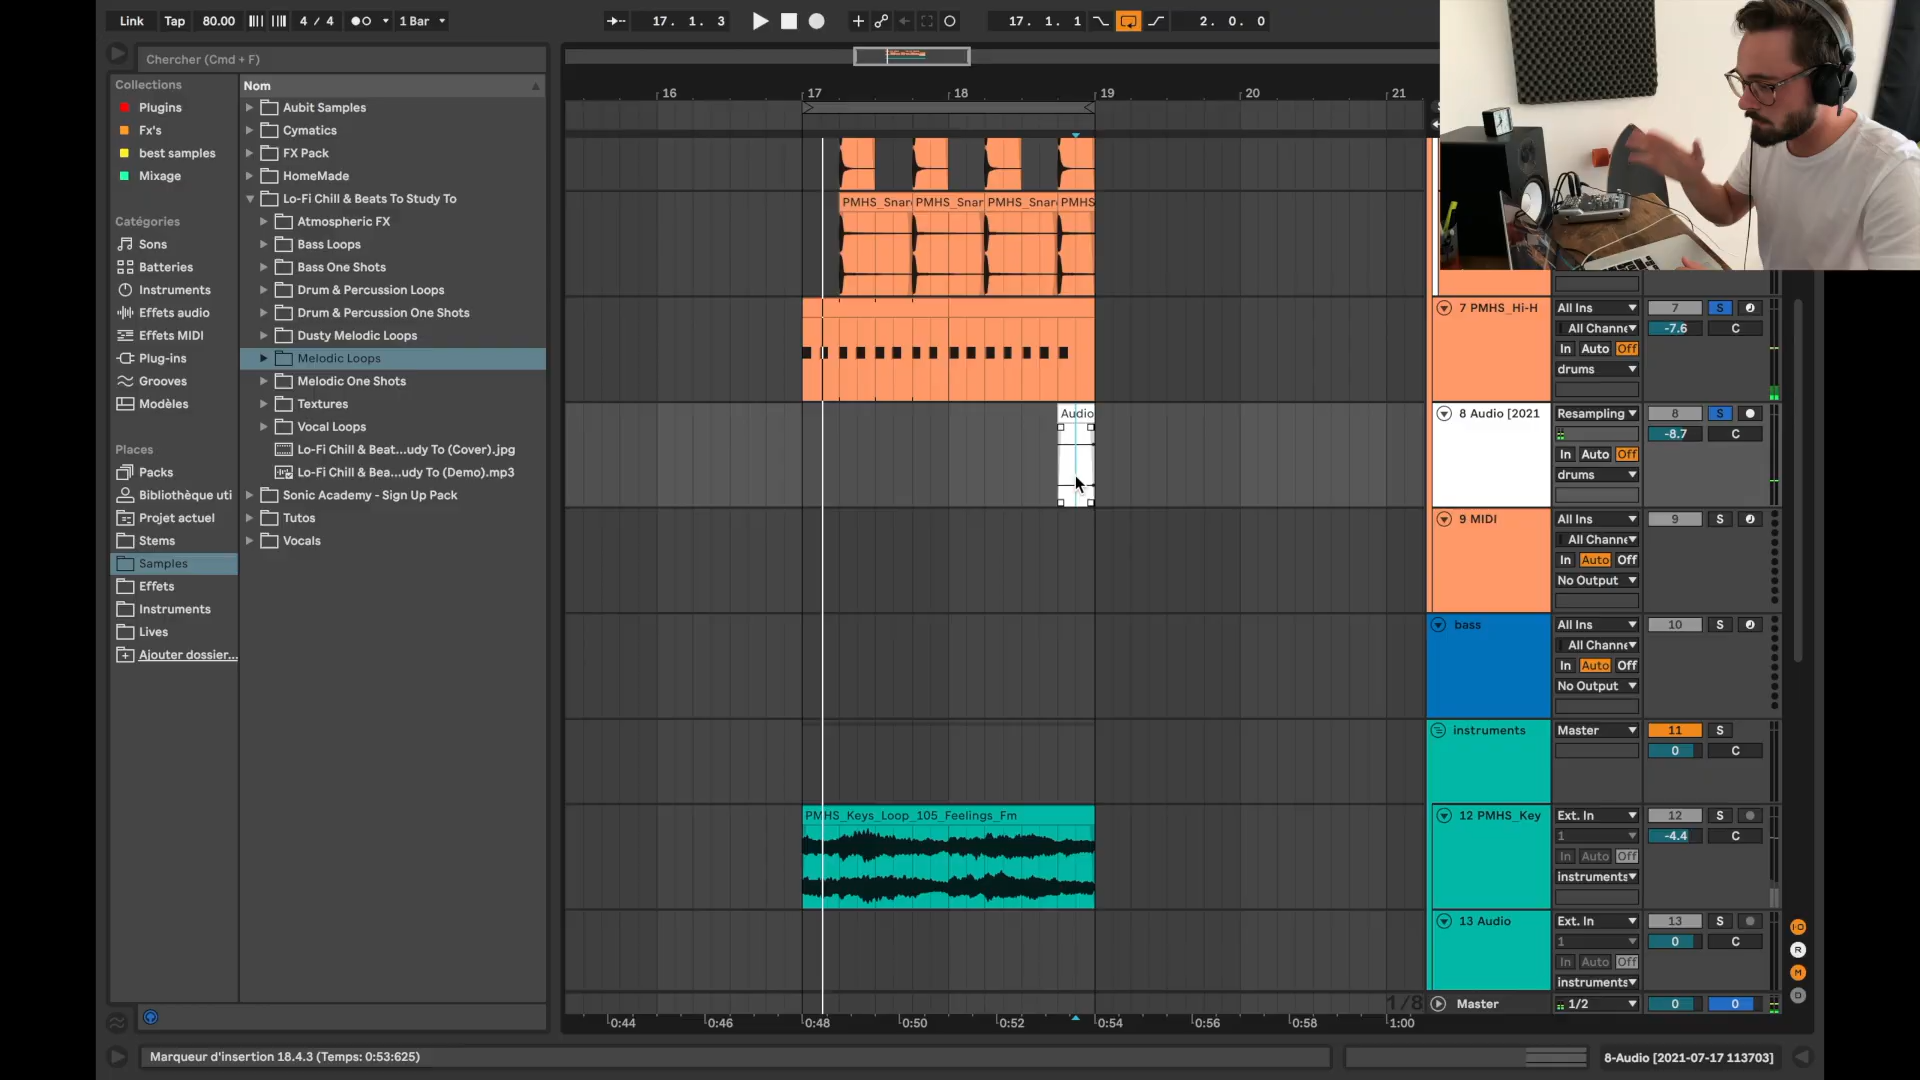 Link Tap 80.00 4 / 4 1 Bar 17. 1. 3 17. 1. 1 2. 0. 0
Chercher (Cmd + F)
Collections
Plugins
Fx's
best samples
Mixage
Catégories
Sons
Batteries
Instruments
Effets audio
Effets MIDI
Plug-ins
Grooves
Modèles
Places
Packs
Bibliothèque uti
Projet actuel
Stems
Samples
Effets
Instruments
Lives
Ajouter dossier...
Nom
Aubit Samples
Cymatics
FX Pack
HomeMade
Lo-Fi Chill & Beats To Study To
Atmospheric FX
Bass Loops
Bass One Shots
Drum & Percussion Loops
Drum & Percussion One Shots
Dusty Melodic Loops
Melodic Loops
Melodic One Shots
Textures
Vocal Loops
Lo-Fi Chill & Beat...udy To (Cover).jpg
Lo-Fi Chill & Bea...udy To (Demo).mp3
Sonic Academy - Sign Up Pack
Tutos
Vocals
16 17 18 19 20 21
PMHS_Snar PMHS_Snar PMHS_Snar PMHS
Audio
PMHS_Keys_Loop_105_Feelings_Fm
7 PMHS_Hi-H All Ins 7 S
All Channe -7.6 C
In Auto Off
drums
8 Audio [2021 Resampling 8 S
-8.7 C
In Auto Off
drums
9 MIDI All Ins 9 S
All Channe
In Auto Off
No Output
bass All Ins 10 S
All Channe
In Auto Off
No Output
instruments Master 11 S
0 C
12 PMHS_Key Ext. In 12 S
1 -4.4 C
In Auto Off
instruments
13 Audio Ext. In 13 S
1 0 C
In Auto Off
instruments
I-O
R
M
D
1/8 Master 1/2 0 0
0:44 0:46 0:48 0:50 0:52 0:54 0:56 0:58 1:00
Marqueur d'insertion 18.4.3 (Temps: 0:53:625)
8-Audio [2021-07-17 113703]